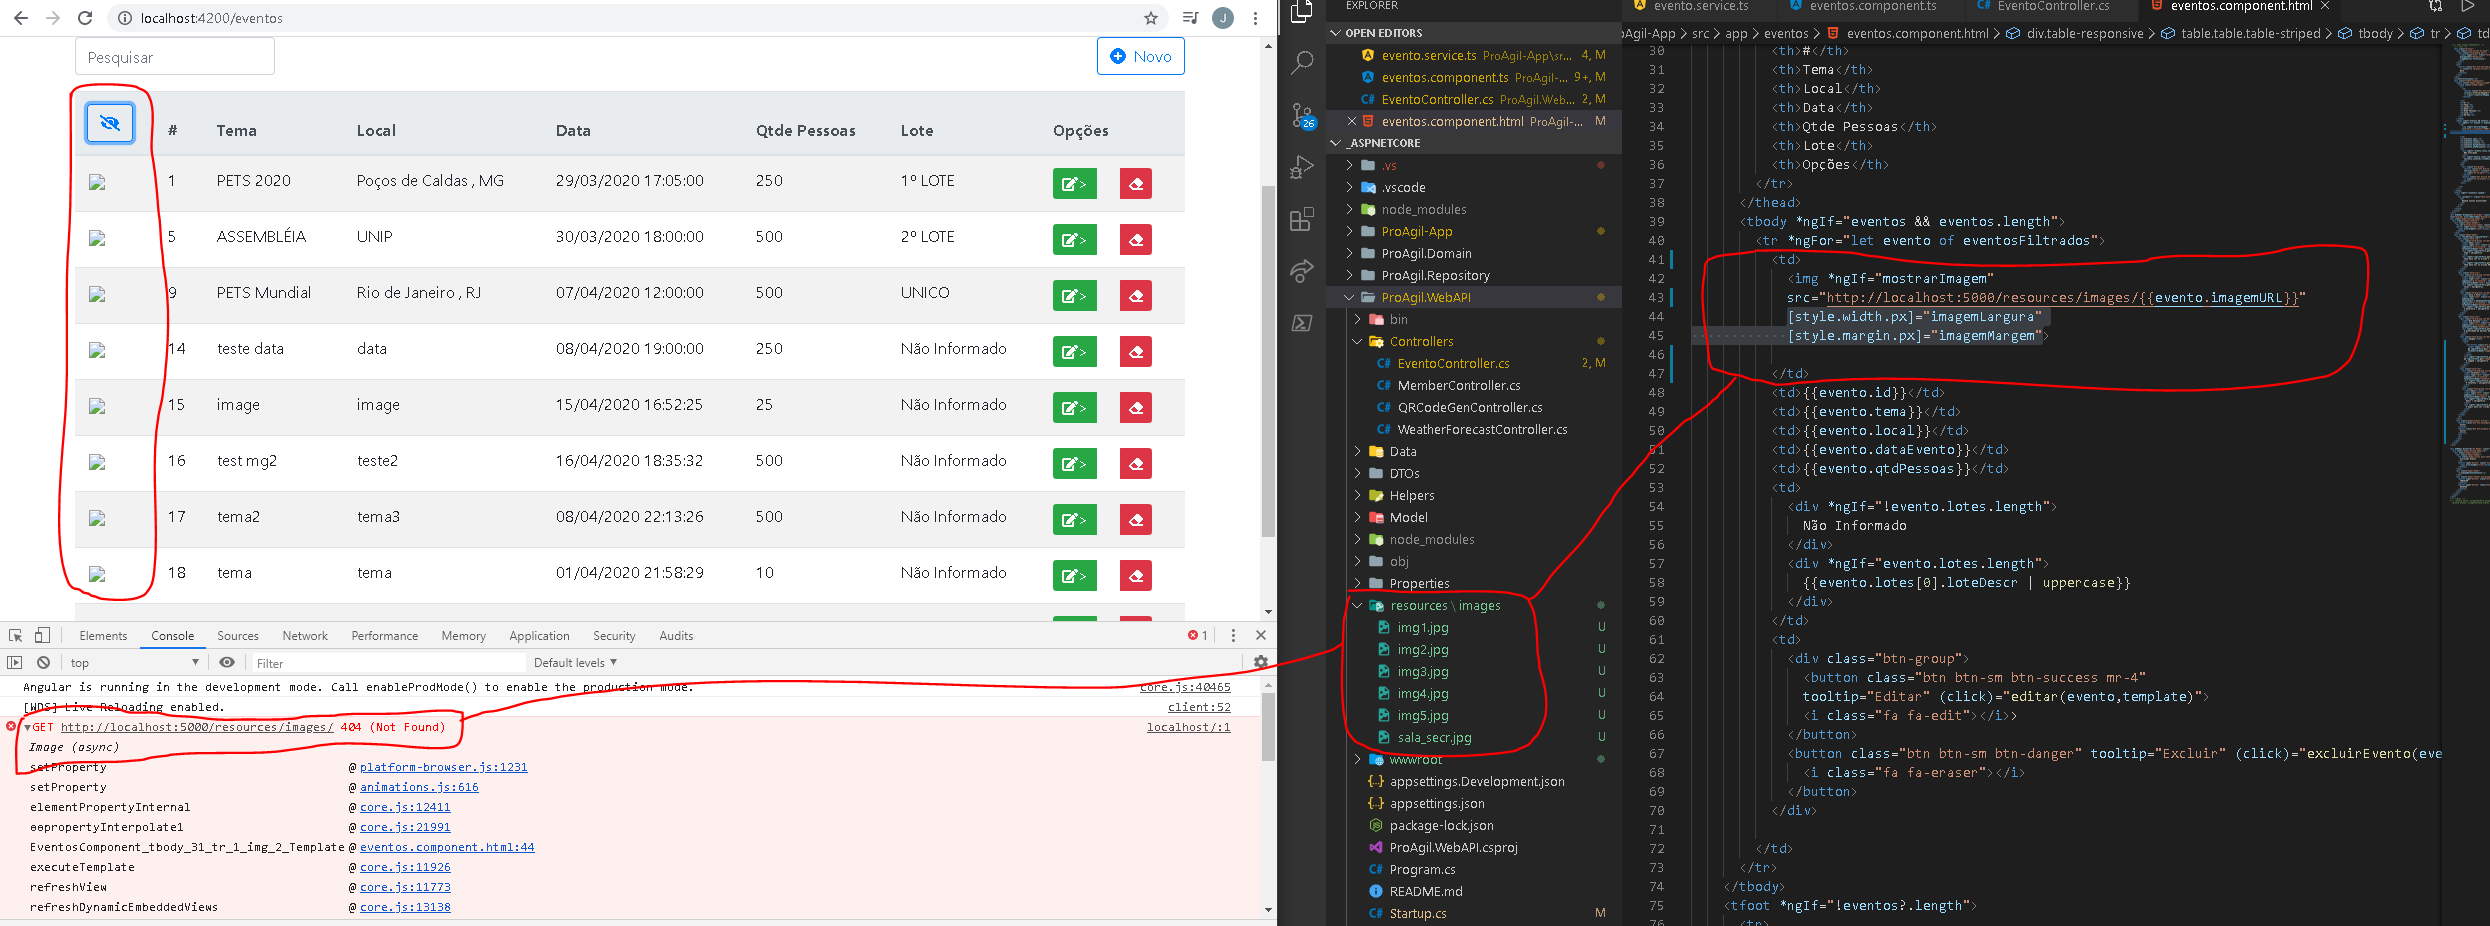 localhost:4200/eventos
J
Pesquisar
Novo
# Tema Local Data Qtde Pessoas Lote Opções
1 PETS 2020 Poços de Caldas , MG 29/03/2020 17:05:00 250 1º LOTE >
5 ASSEMBLÉIA UNIP 30/03/2020 18:00:00 500 2º LOTE >
9 PETS Mundial Rio de Janeiro , RJ 07/04/2020 12:00:00 500 UNICO >
14 teste data data 08/04/2020 19:00:00 250 Não Informado >
15 image image 15/04/2020 16:52:25 25 Não Informado >
16 test mg2 teste2 16/04/2020 18:35:32 500 Não Informado >
17 tema2 tema3 08/04/2020 22:13:26 500 Não Informado >
18 tema tema 01/04/2020 21:58:29 10 Não Informado >
Elements Console Sources Network Performance Memory Application Security Audits 1
top Filter Default levels
Angular is running in the development mode. Call enableProdMode() to enable the production mode. core.js:40465
[WDS] Live Reloading enabled. client:52
GET http://localhost:5000/resources/images/ 404 (Not Found) localhost/:1
Image (async)
setProperty @ platform-browser.js:1231
setProperty @ animations.js:616
elementPropertyInternal @ core.js:12411
ɵɵpropertyInterpolate1 @ core.js:21991
EventosComponent_tbody_31_tr_1_img_2_Template @ eventos.component.html:44
executeTemplate @ core.js:11926
refreshView @ core.js:11773
refreshDynamicEmbeddedViews @ core.js:13138
26
EXPLORER
OPEN EDITORS
evento.service.ts ProAgil-App\sr... 4, M
eventos.component.ts ProAgil-... 9+, M
EventoController.cs ProAgil.Web... 2, M
eventos.component.html ProAgil-... M
_ASPNETCORE
.vs
.vscode
node_modules
ProAgil-App
ProAgil.Domain
ProAgil.Repository
ProAgil.WebAPI
bin
Controllers
EventoController.cs 2, M
MemberController.cs
QRCodeGenController.cs
WeatherForecastController.cs
Data
DTOs
Helpers
Model
node_modules
obj
Properties
resources \ images
img1.jpg U
img2.jpg U
img3.jpg U
img4.jpg U
img5.jpg U
sala_secr.jpg U
wwwroot
appsettings.Development.json
appsettings.json
package-lock.json
ProAgil.WebAPI.csproj
Program.cs
README.md
Startup.cs M
evento.service.ts eventos.component.ts EventoController.cs eventos.component.html
oAgil-App > src > app > eventos > eventos.component.html > div.table-responsive > table.table.table-striped > tbody > tr > td
30 <th>#</th>
31 <th>Tema</th>
32 <th>Local</th>
33 <th>Data</th>
34 <th>Qtde Pessoas</th>
35 <th>Lote</th>
36 <th>Opções</th>
37 </tr>
38 </thead>
39 <tbody *ngIf="eventos && eventos.length">
40 <tr *ngFor="let evento of eventosFiltrados">
41 <td>
42 <img *ngIf="mostrarImagem"
43 src="http://localhost:5000/resources/images/{{evento.imagemURL}}"
44 [style.width.px]="imagemLargura"
45 [style.margin.px]="imagemMargem">
46
47 </td>
48 <td>{{evento.id}}</td>
49 <td>{{evento.tema}}</td>
50 <td>{{evento.local}}</td>
51 <td>{{evento.dataEvento}}</td>
52 <td>{{evento.qtdPessoas}}</td>
53 <td>
54 <div *ngIf="!evento.lotes.length">
55 Não Informado
56 </div>
57 <div *ngIf="evento.lotes.length">
58 {{evento.lotes[0].loteDescr | uppercase}}
59 </div>
60 </td>
61 <td>
62 <div class="btn-group">
63 <button class="btn btn-sm btn-success mr-4"
64 tooltip="Editar" (click)="editar(evento,template)">
65 <i class="fa fa-edit"></i>>
66 </button>
67 <button class="btn btn-sm btn-danger" tooltip="Excluir" (click)="excluirEvento(eve
68 <i class="fa fa-eraser"></i>
69 </button>
70 </div>
71
72 </td>
73 </tr>
74 </tbody>
75 <tfoot *ngIf="!eventos?.length">
76 <tr>